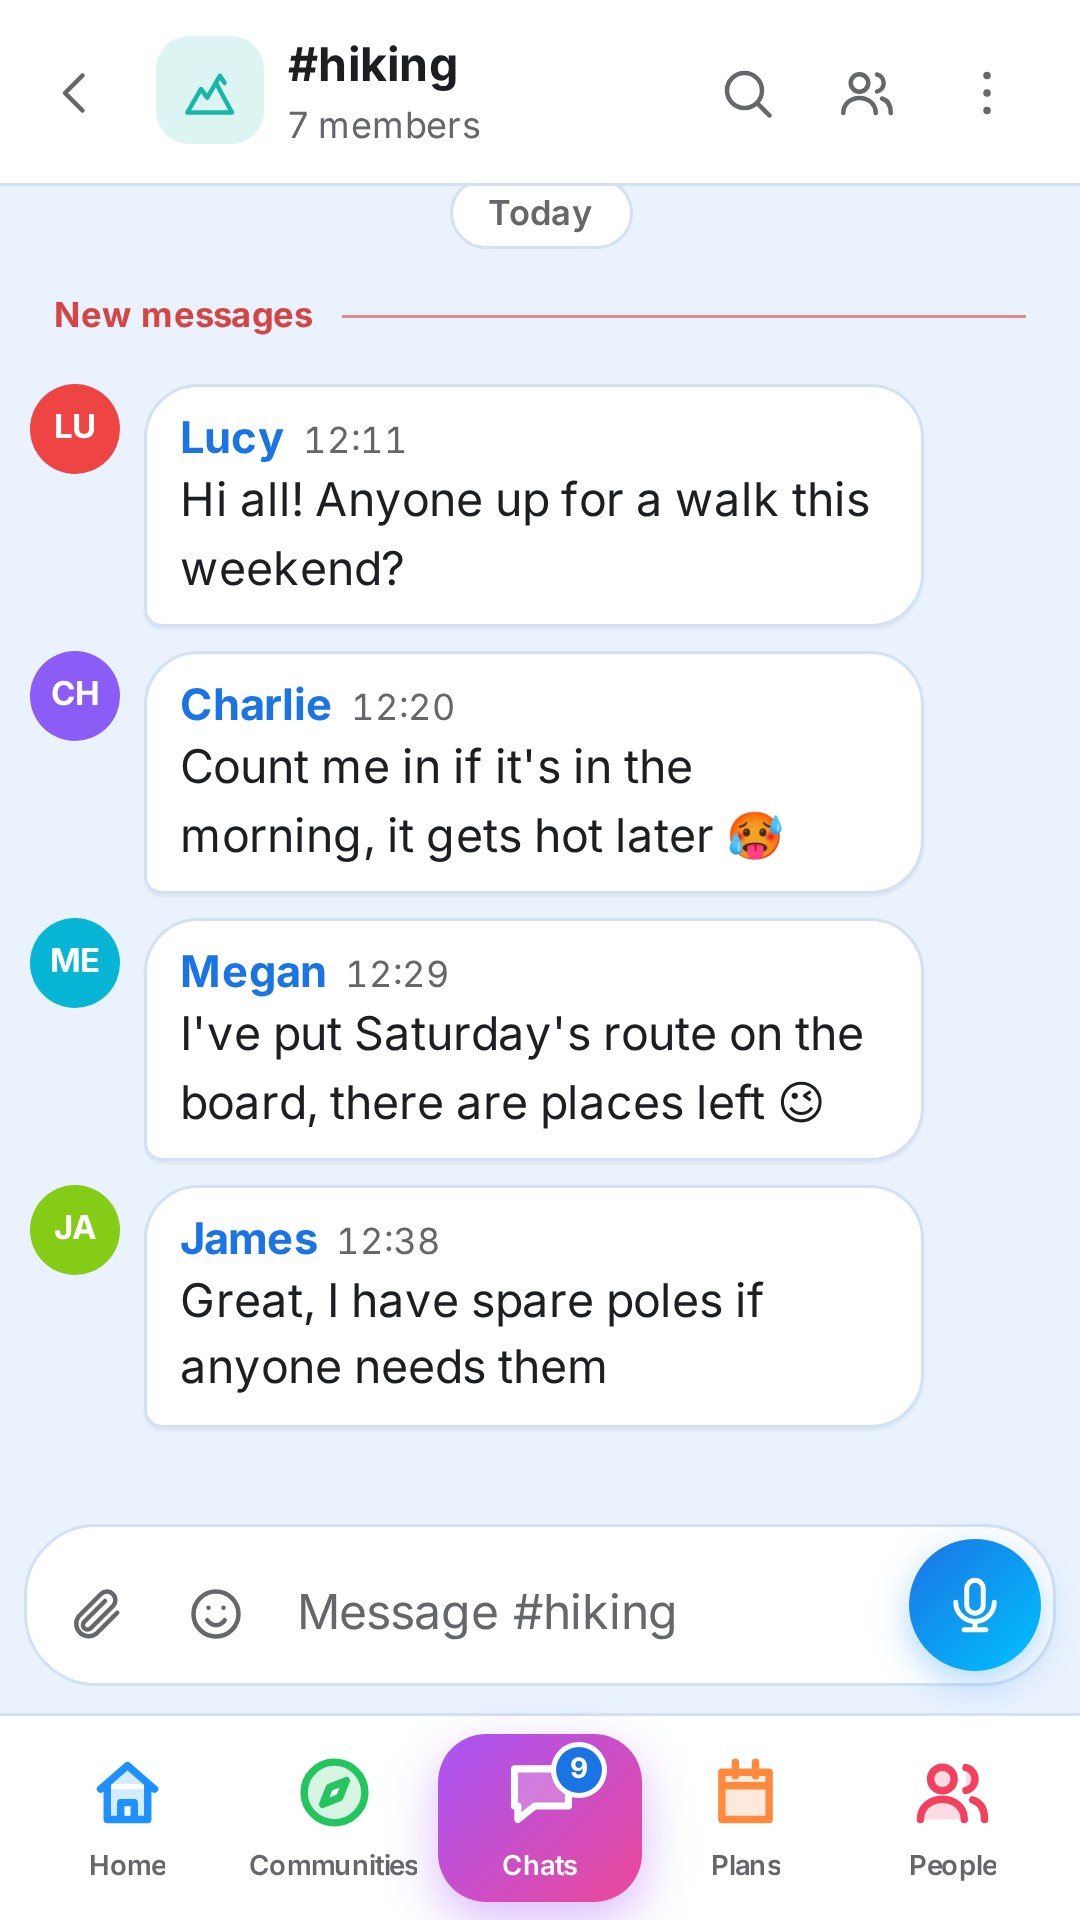 #hiking
7 members
Today
New messages
LU
Lucy 12:11
Hi all! Anyone up for a walk this
weekend?
CH
Charlie 12:20
Count me in if it's in the
morning, it gets hot later 🥵
ME
Megan 12:29
I've put Saturday's route on the
board, there are places left 😉
JA
James 12:38
Great, I have spare poles if
anyone needs them
Message #hiking
9
Home Communities Chats Plans People